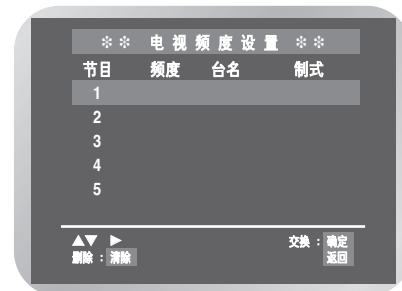 ❊❊ 电视频度设置 ❊❊
节目 频度 台名 制式
1
2
3
4
5
▲▼ ▶ 交换：确定
删除：清除 返回